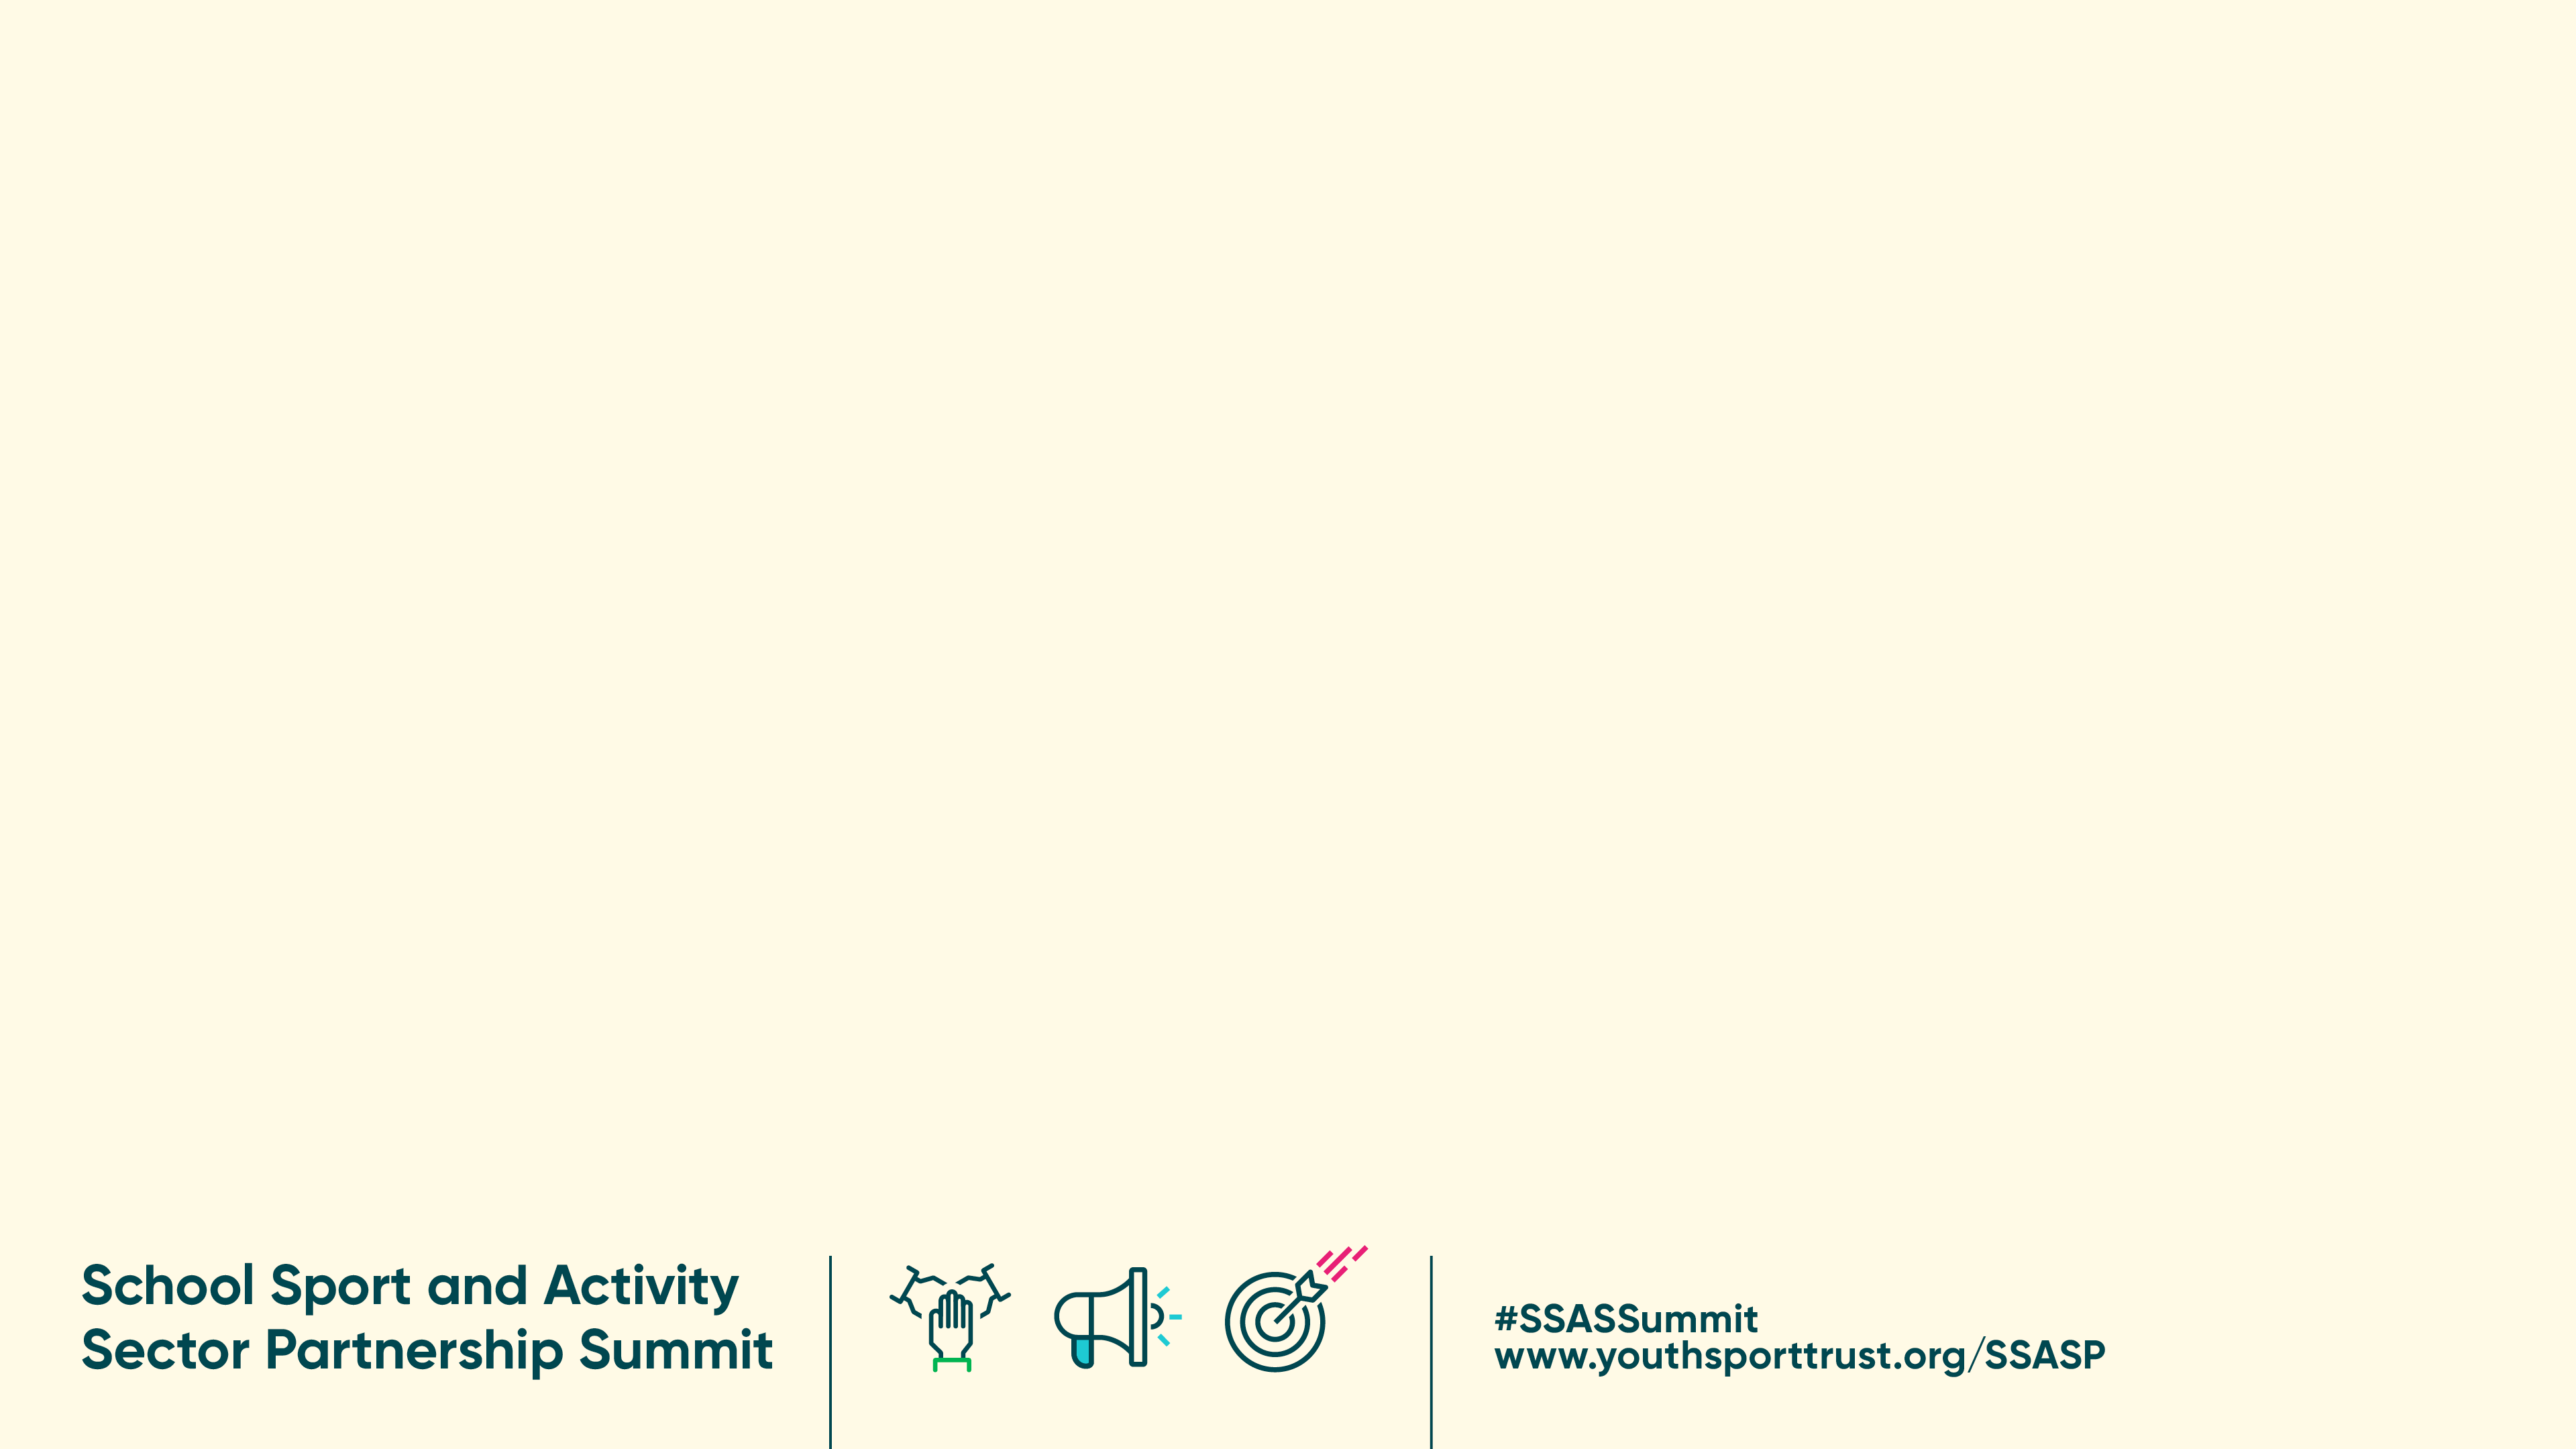 School Sport and Activity
Sector Partnership Summit
#SSASSummit
www.youthsporttrust.org/SSASP